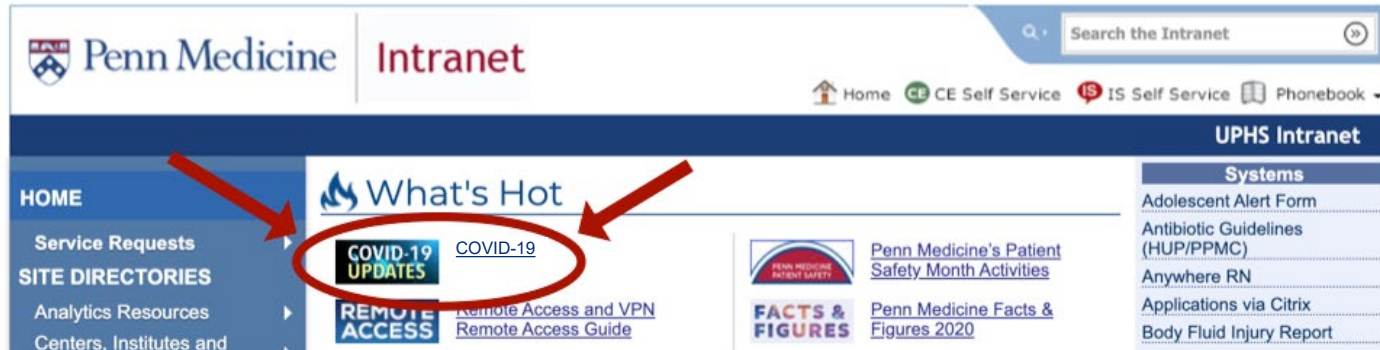 Penn Medicine
Intranet
Search the Intranet
Home
CE CE Self Service
IS IS Self Service
Phonebook
UPHS Intranet
HOME
Service Requests
SITE DIRECTORIES
Analytics Resources
Centers, Institutes and
What's Hot
COVID-19
UPDATES
COVID-19
REMOTE
ACCESS
Remote Access and VPN
Remote Access Guide
PENN MEDICINE
PATIENT SAFETY
Penn Medicine's Patient
Safety Month Activities
FACTS &
FIGURES
Penn Medicine Facts &
Figures 2020
Systems
Adolescent Alert Form
Antibiotic Guidelines
(HUP/PPMC)
Anywhere RN
Applications via Citrix
Body Fluid Injury Report